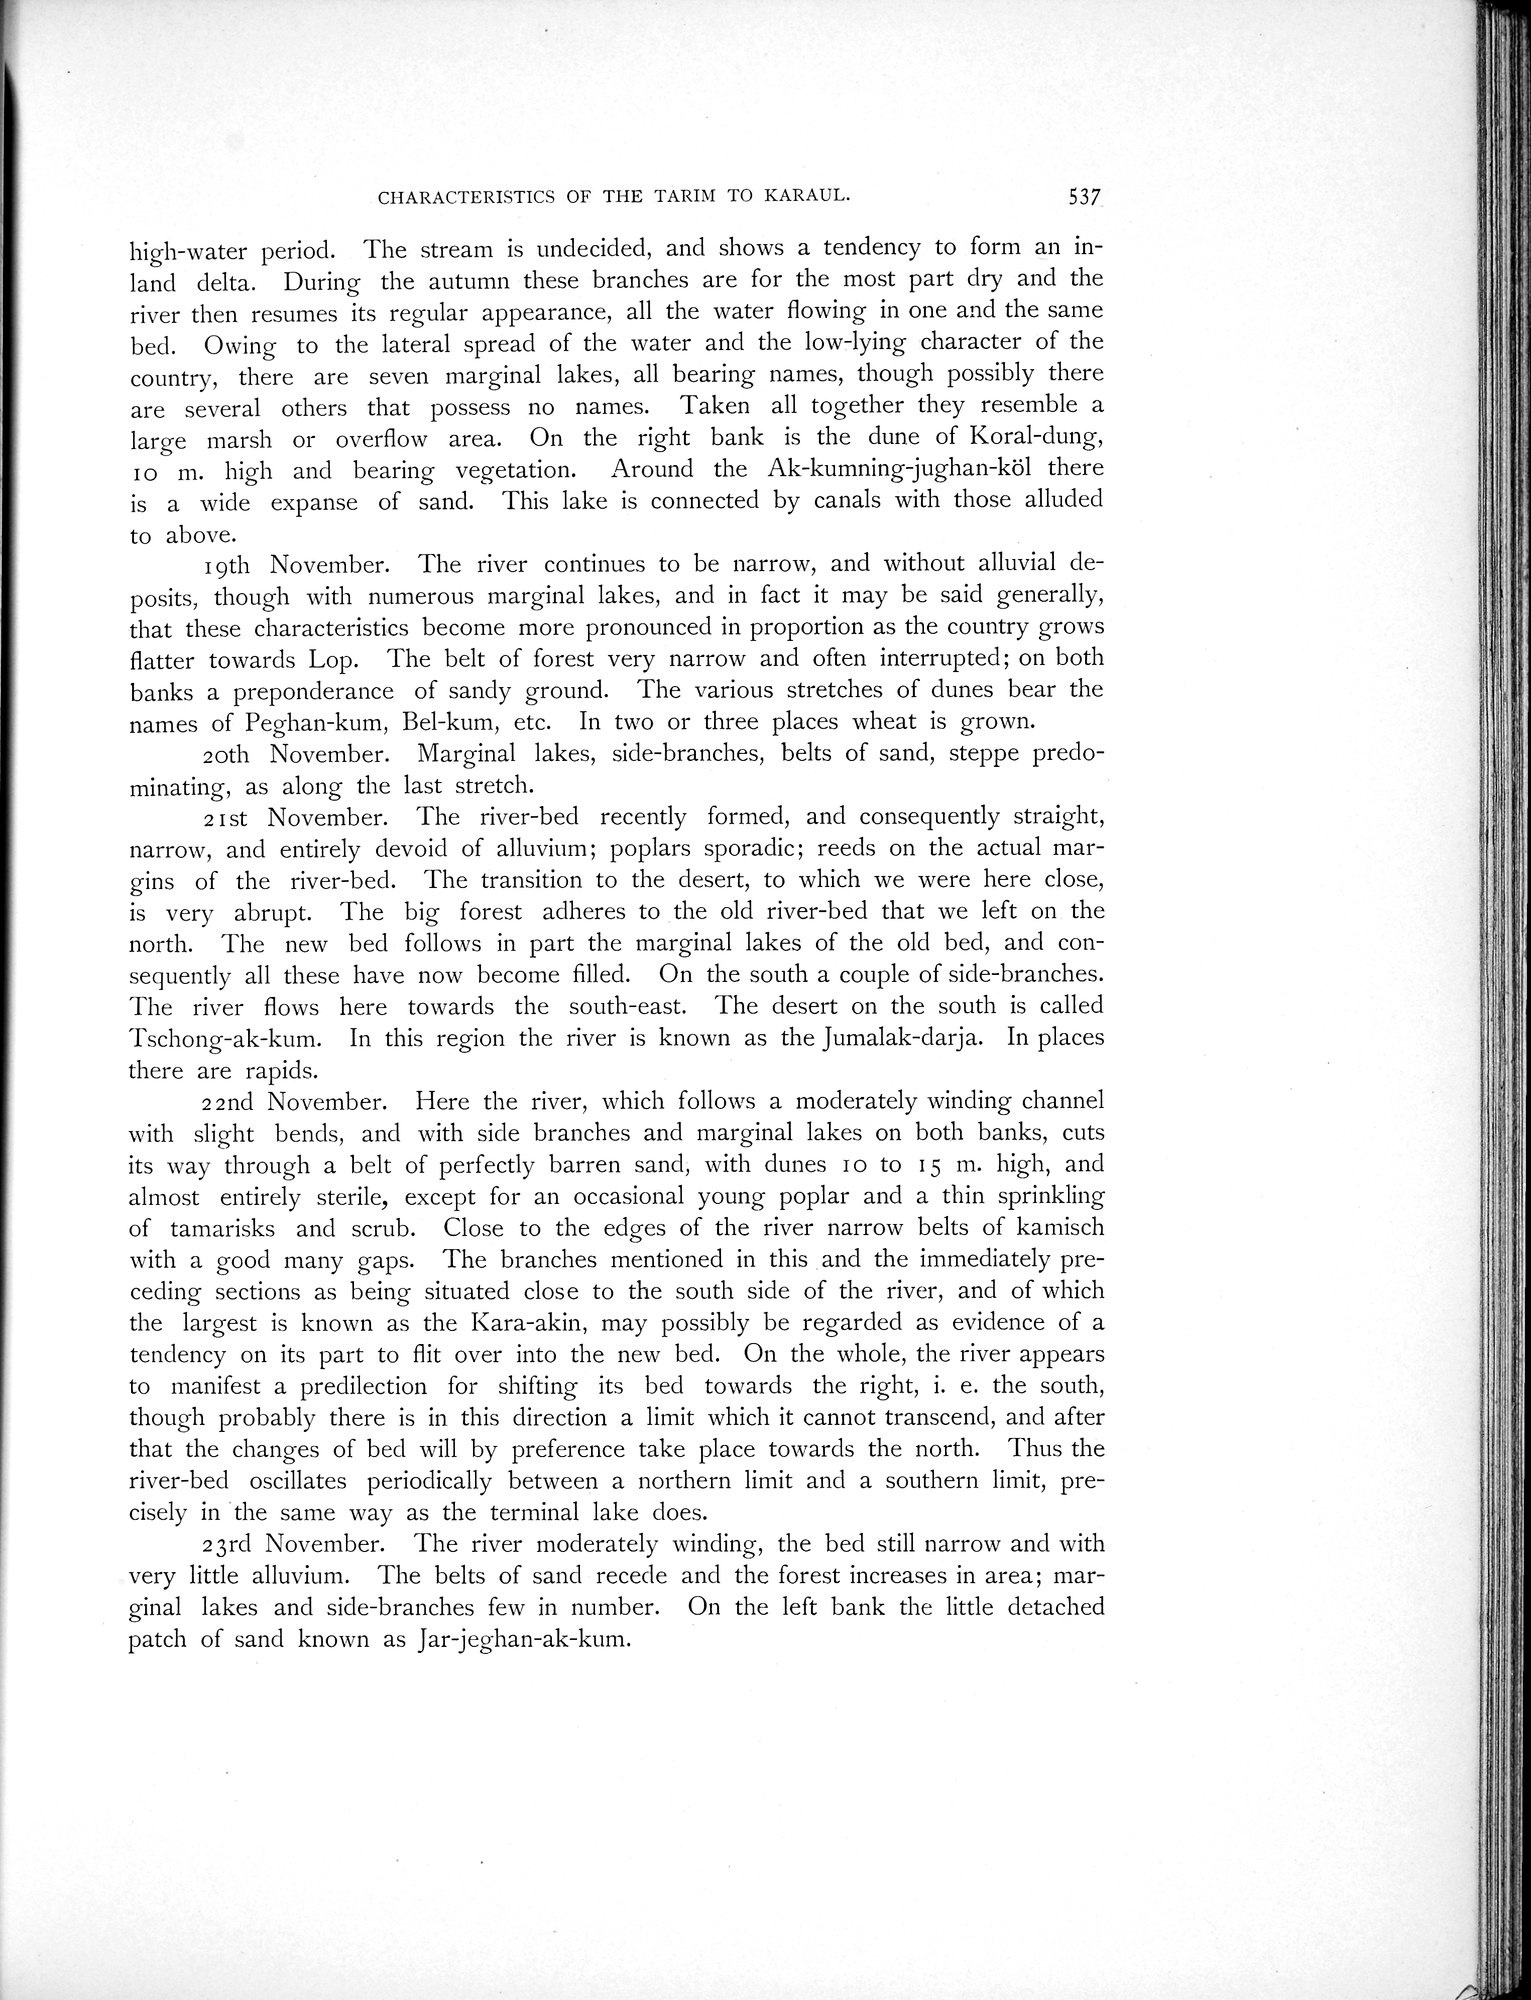 CHARACTERISTICS OF THE TARIM TO KARAUL. 537
high-water period. The stream is undecided, and shows a tendency to form an in-
land delta. During the autumn these branches are for the most part dry and the
river then resumes its regular appearance, all the water flowing in one and the same
bed. Owing to the lateral spread of the water and the low-lying character of the
country, there are seven marginal lakes, all bearing names, though possibly there
are several others that possess no names. Taken all together they resemble a
large marsh or overflow area. On the right bank is the dune of Koral-dung,
10 m. high and bearing vegetation. Around the Ak-kumning-jughan-köl there
is a wide expanse of sand. This lake is connected by canals with those alluded
to above.
19th November. The river continues to be narrow, and without alluvial de-
posits, though with numerous marginal lakes, and in fact it may be said generally,
that these characteristics become more pronounced in proportion as the country grows
flatter towards Lop. The belt of forest very narrow and often interrupted; on both
banks a preponderance of sandy ground. The various stretches of dunes bear the
names of Peghan-kum, Bel-kum, etc. In two or three places wheat is grown.
20th November. Marginal lakes, side-branches, belts of sand, steppe predo-
minating, as along the last stretch.
21st November. The river-bed recently formed, and consequently straight,
narrow, and entirely devoid of alluvium; poplars sporadic; reeds on the actual mar-
gins of the river-bed. The transition to the desert, to which we were here close,
is very abrupt. The big forest adheres to the old river-bed that we left on the
north. The new bed follows in part the marginal lakes of the old bed, and con-
sequently all these have now become filled. On the south a couple of side-branches.
The river flows here towards the south-east. The desert on the south is called
Tschong-ak-kum. In this region the river is known as the Jumalak-darja. In places
there are rapids.
22nd November. Here the river, which follows a moderately winding channel
with slight bends, and with side branches and marginal lakes on both banks, cuts
its way through a belt of perfectly barren sand, with dunes 10 to 15 m. high, and
almost entirely sterile, except for an occasional young poplar and a thin sprinkling
of tamarisks and scrub. Close to the edges of the river narrow belts of kamisch
with a good many gaps. The branches mentioned in this and the immediately pre-
ceding sections as being situated close to the south side of the river, and of which
the largest is known as the Kara-akin, may possibly be regarded as evidence of a
tendency on its part to flit over into the new bed. On the whole, the river appears
to manifest a predilection for shifting its bed towards the right, i. e. the south,
though probably there is in this direction a limit which it cannot transcend, and after
that the changes of bed will by preference take place towards the north. Thus the
river-bed oscillates periodically between a northern limit and a southern limit, pre-
cisely in the same way as the terminal lake does.
23rd November. The river moderately winding, the bed still narrow and with
very little alluvium. The belts of sand recede and the forest increases in area; mar-
ginal lakes and side-branches few in number. On the left bank the little detached
patch of sand known as Jar-jeghan-ak-kum.